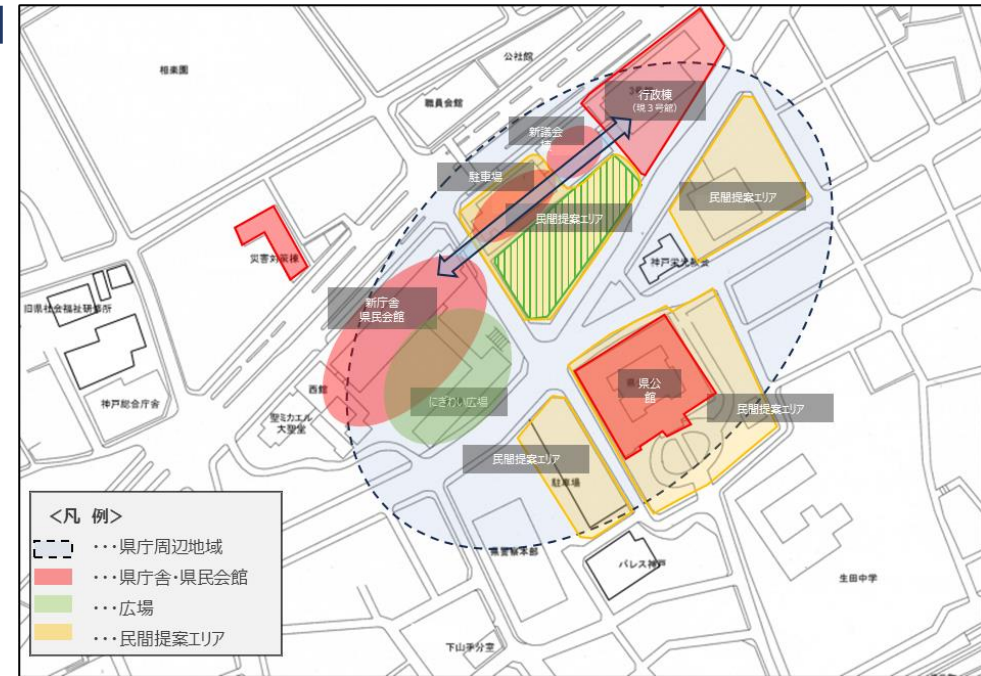 公社館
相楽園
職員会館
行政棟
（現３号館）
新議会
駐車場
民間提案エリア
民間提案エリア
神戸栄光教会
災害対策棟
旧県社会福祉研修所
新庁舎
県民会館
県公
館
西館
神戸総合庁舎
聖ミカエル
大聖堂
にぎわい広場
民間提案エリア
民間提案エリア
駐車場
県警察本部
パレス神戸
生田中学
下山手分室
<凡 例>
・・・県庁周辺地域
・・・県庁舎・県民会館
・・・広場
・・・民間提案エリア